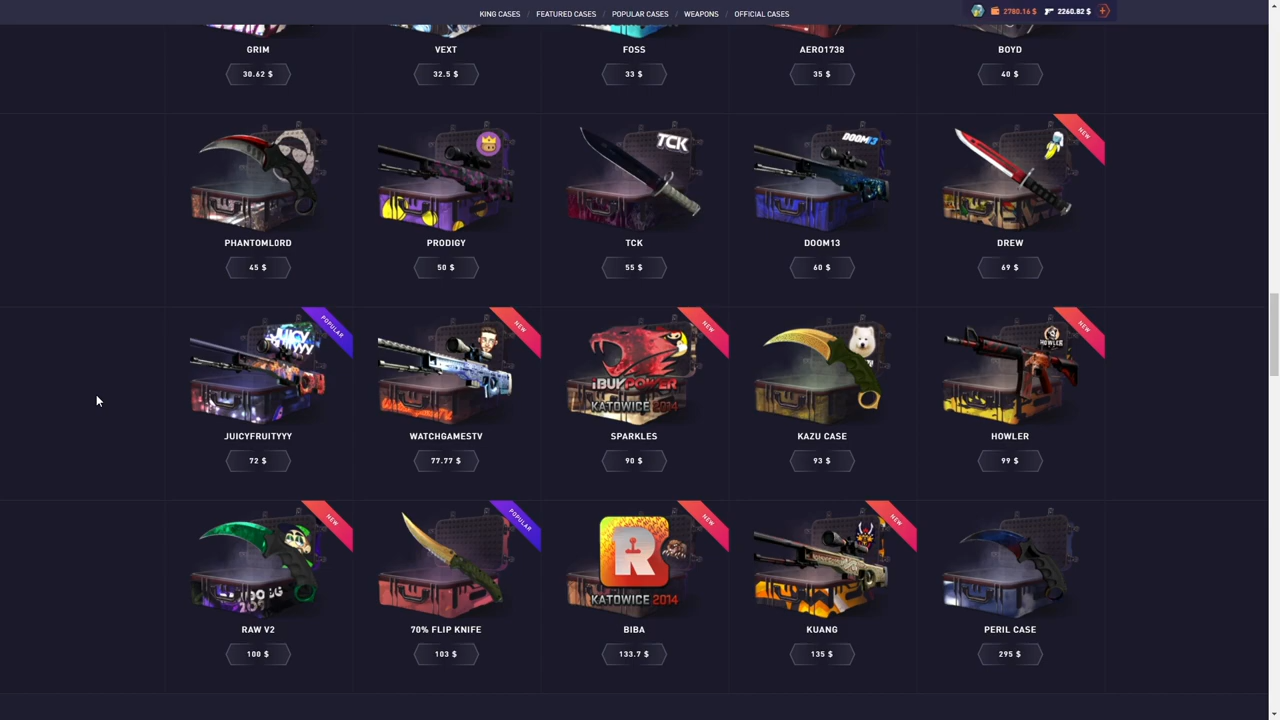 KING CASES / FEATURED CASES / POPULAR CASES / WEAPONS / OFFICIAL CASES
2780.16 $ 2260.82 $
GRIM VEXT FOSS AERO1738 BOYD
30.62 $ 32.5 $ 33 $ 35 $ 40 $
TCK DOOM13 NEW
PHANTOML0RD PRODIGY TCK DOOM13 DREW
45 $ 50 $ 55 $ 60 $ 69 $
POPULAR NEW NEW NEW
JUICY HOWLER
iBUYPOWER
KATOWICE 2014
JUICYFRUITYYY WATCHGAMESTV SPARKLES KAZU CASE HOWLER
72 $ 77.77 $ 90 $ 93 $ 99 $
NEW POPULAR NEW NEW
R
KATOWICE 2014
RAW V2 70% FLIP KNIFE BIBA KUANG PERIL CASE
100 $ 103 $ 133.7 $ 135 $ 295 $